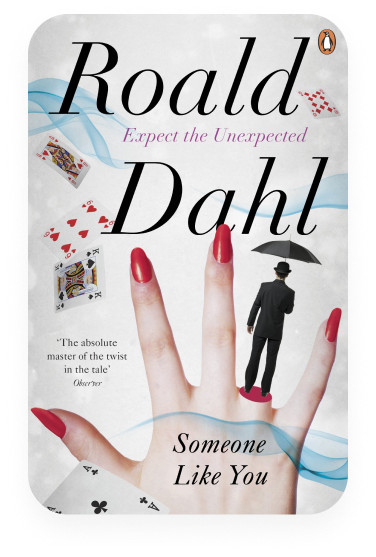 Roald
Expect the Unexpected
Dahl
'The absolute
master of the twist
in the tale'
Observer
Someone
Like You